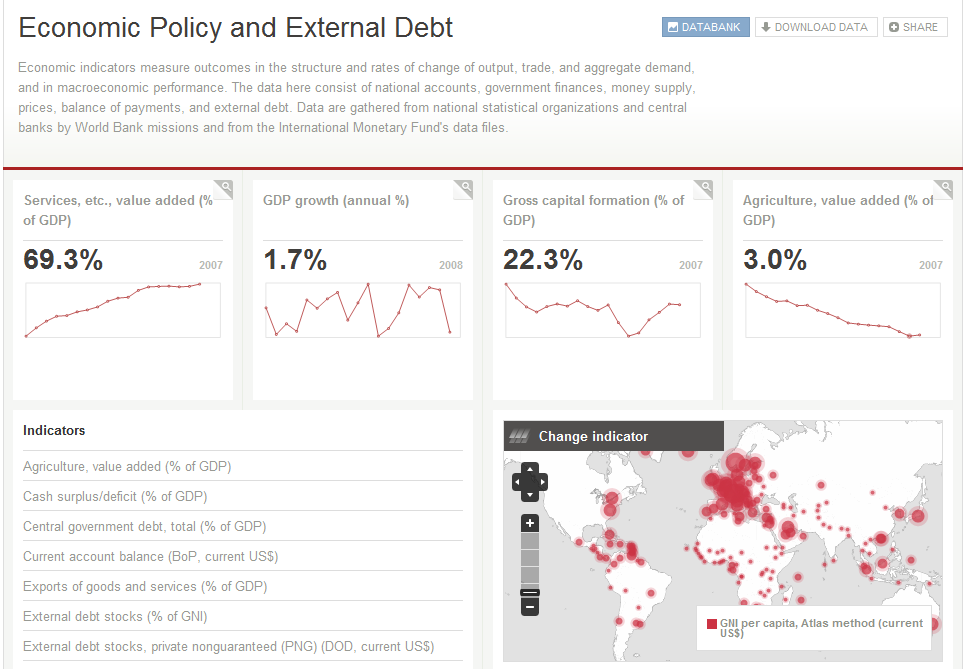 Economic Policy and External Debt
DATABANK
DOWNLOAD DATA
SHARE
Economic indicators measure outcomes in the structure and rates of change of output, trade, and aggregate demand,
and in macroeconomic performance. The data here consist of national accounts, government finances, money supply,
prices, balance of payments, and external debt. Data are gathered from national statistical organizations and central
banks by World Bank missions and from the International Monetary Fund's data files.
Services, etc., value added (%
of GDP)
69.3%
2007
GDP growth (annual %)
1.7%
2008
Gross capital formation (% of
GDP)
22.3%
2007
Agriculture, value added (% of
GDP)
3.0%
2007
Indicators
Agriculture, value added (% of GDP)
Cash surplus/deficit (% of GDP)
Central government debt, total (% of GDP)
Current account balance (BoP, current US$)
Exports of goods and services (% of GDP)
External debt stocks (% of GNI)
External debt stocks, private nonguaranteed (PNG) (DOD, current US$)
Change indicator
GNI per capita, Atlas method (current
US$)